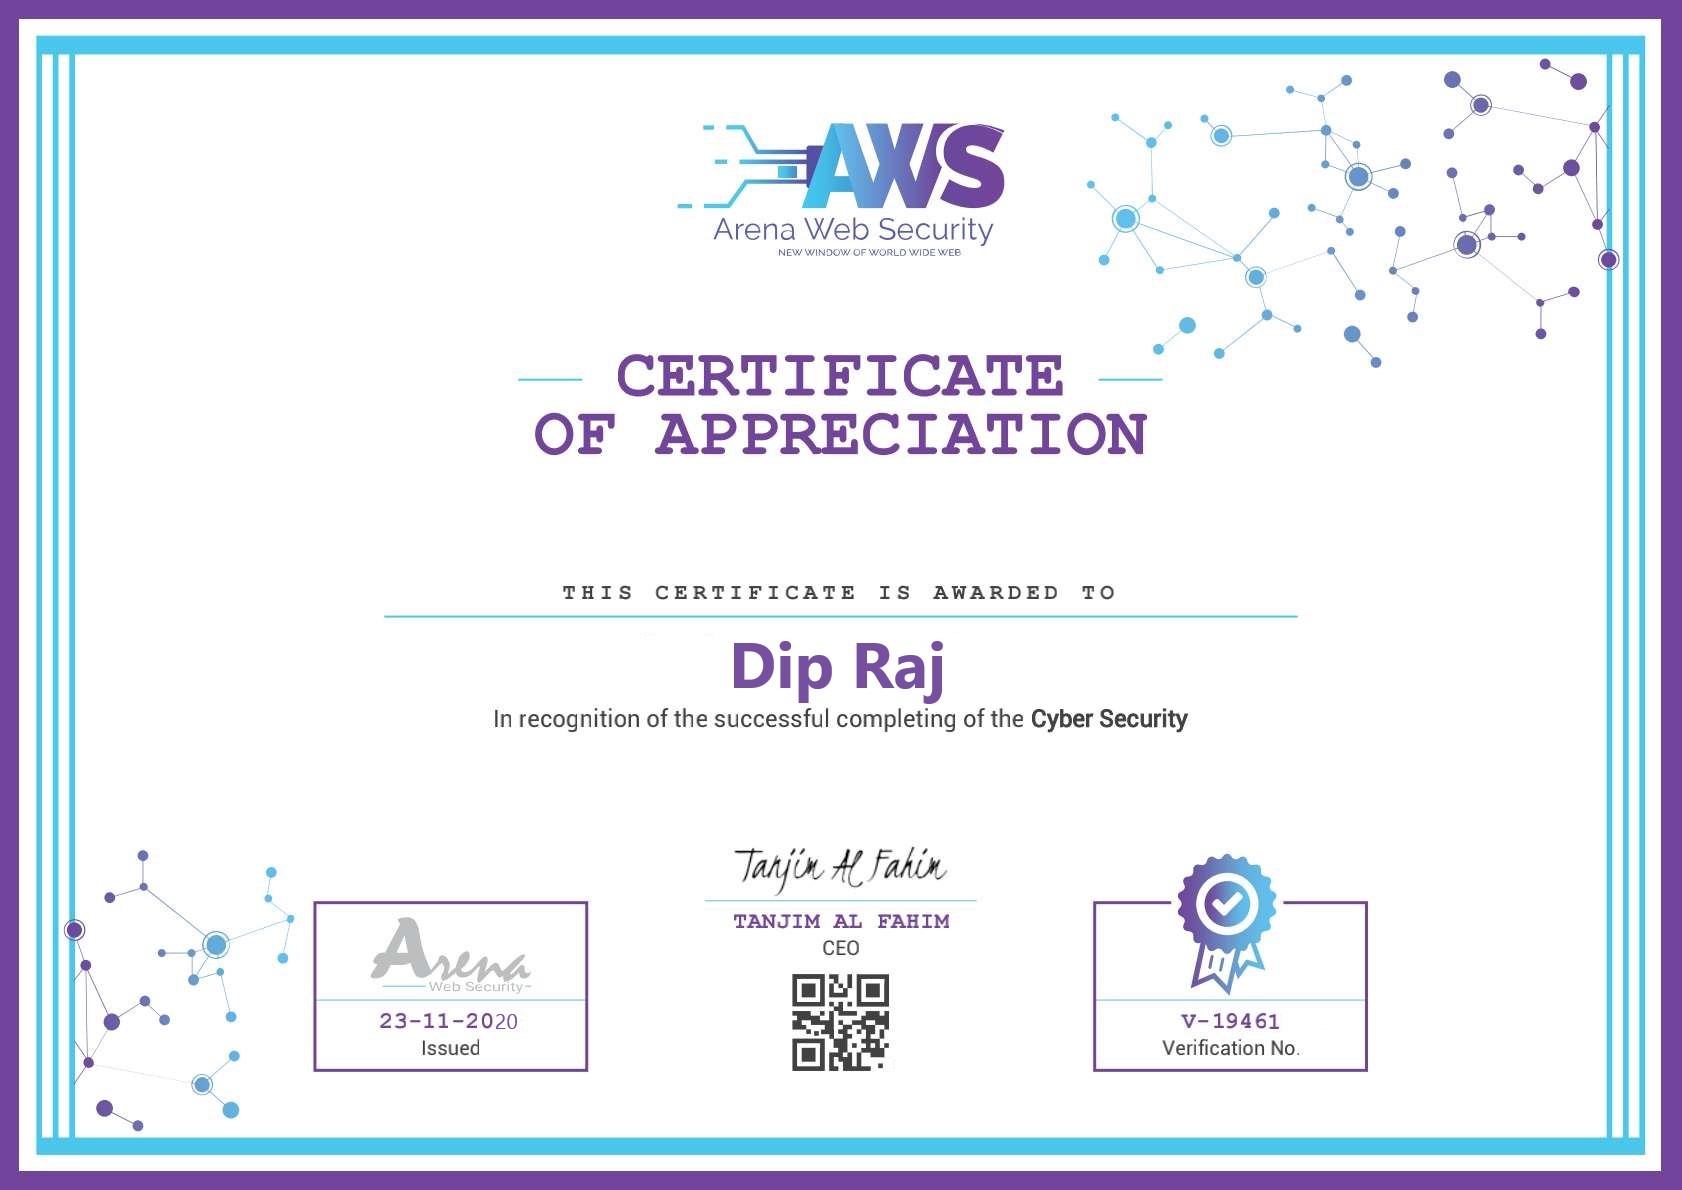 AWS
Arena Web Security
NEW WINDOW OF WORLD WIDE WEB
CERTIFICATE
OF APPRECIATION
THIS CERTIFICATE IS AWARDED TO
Dip Raj
In recognition of the successful completing of the Cyber Security
Tanjim Al Fahim
TANJIM AL FAHIM
CEO
Arena
Web Security
23-11-2020
Issued
V-19461
Verification No.